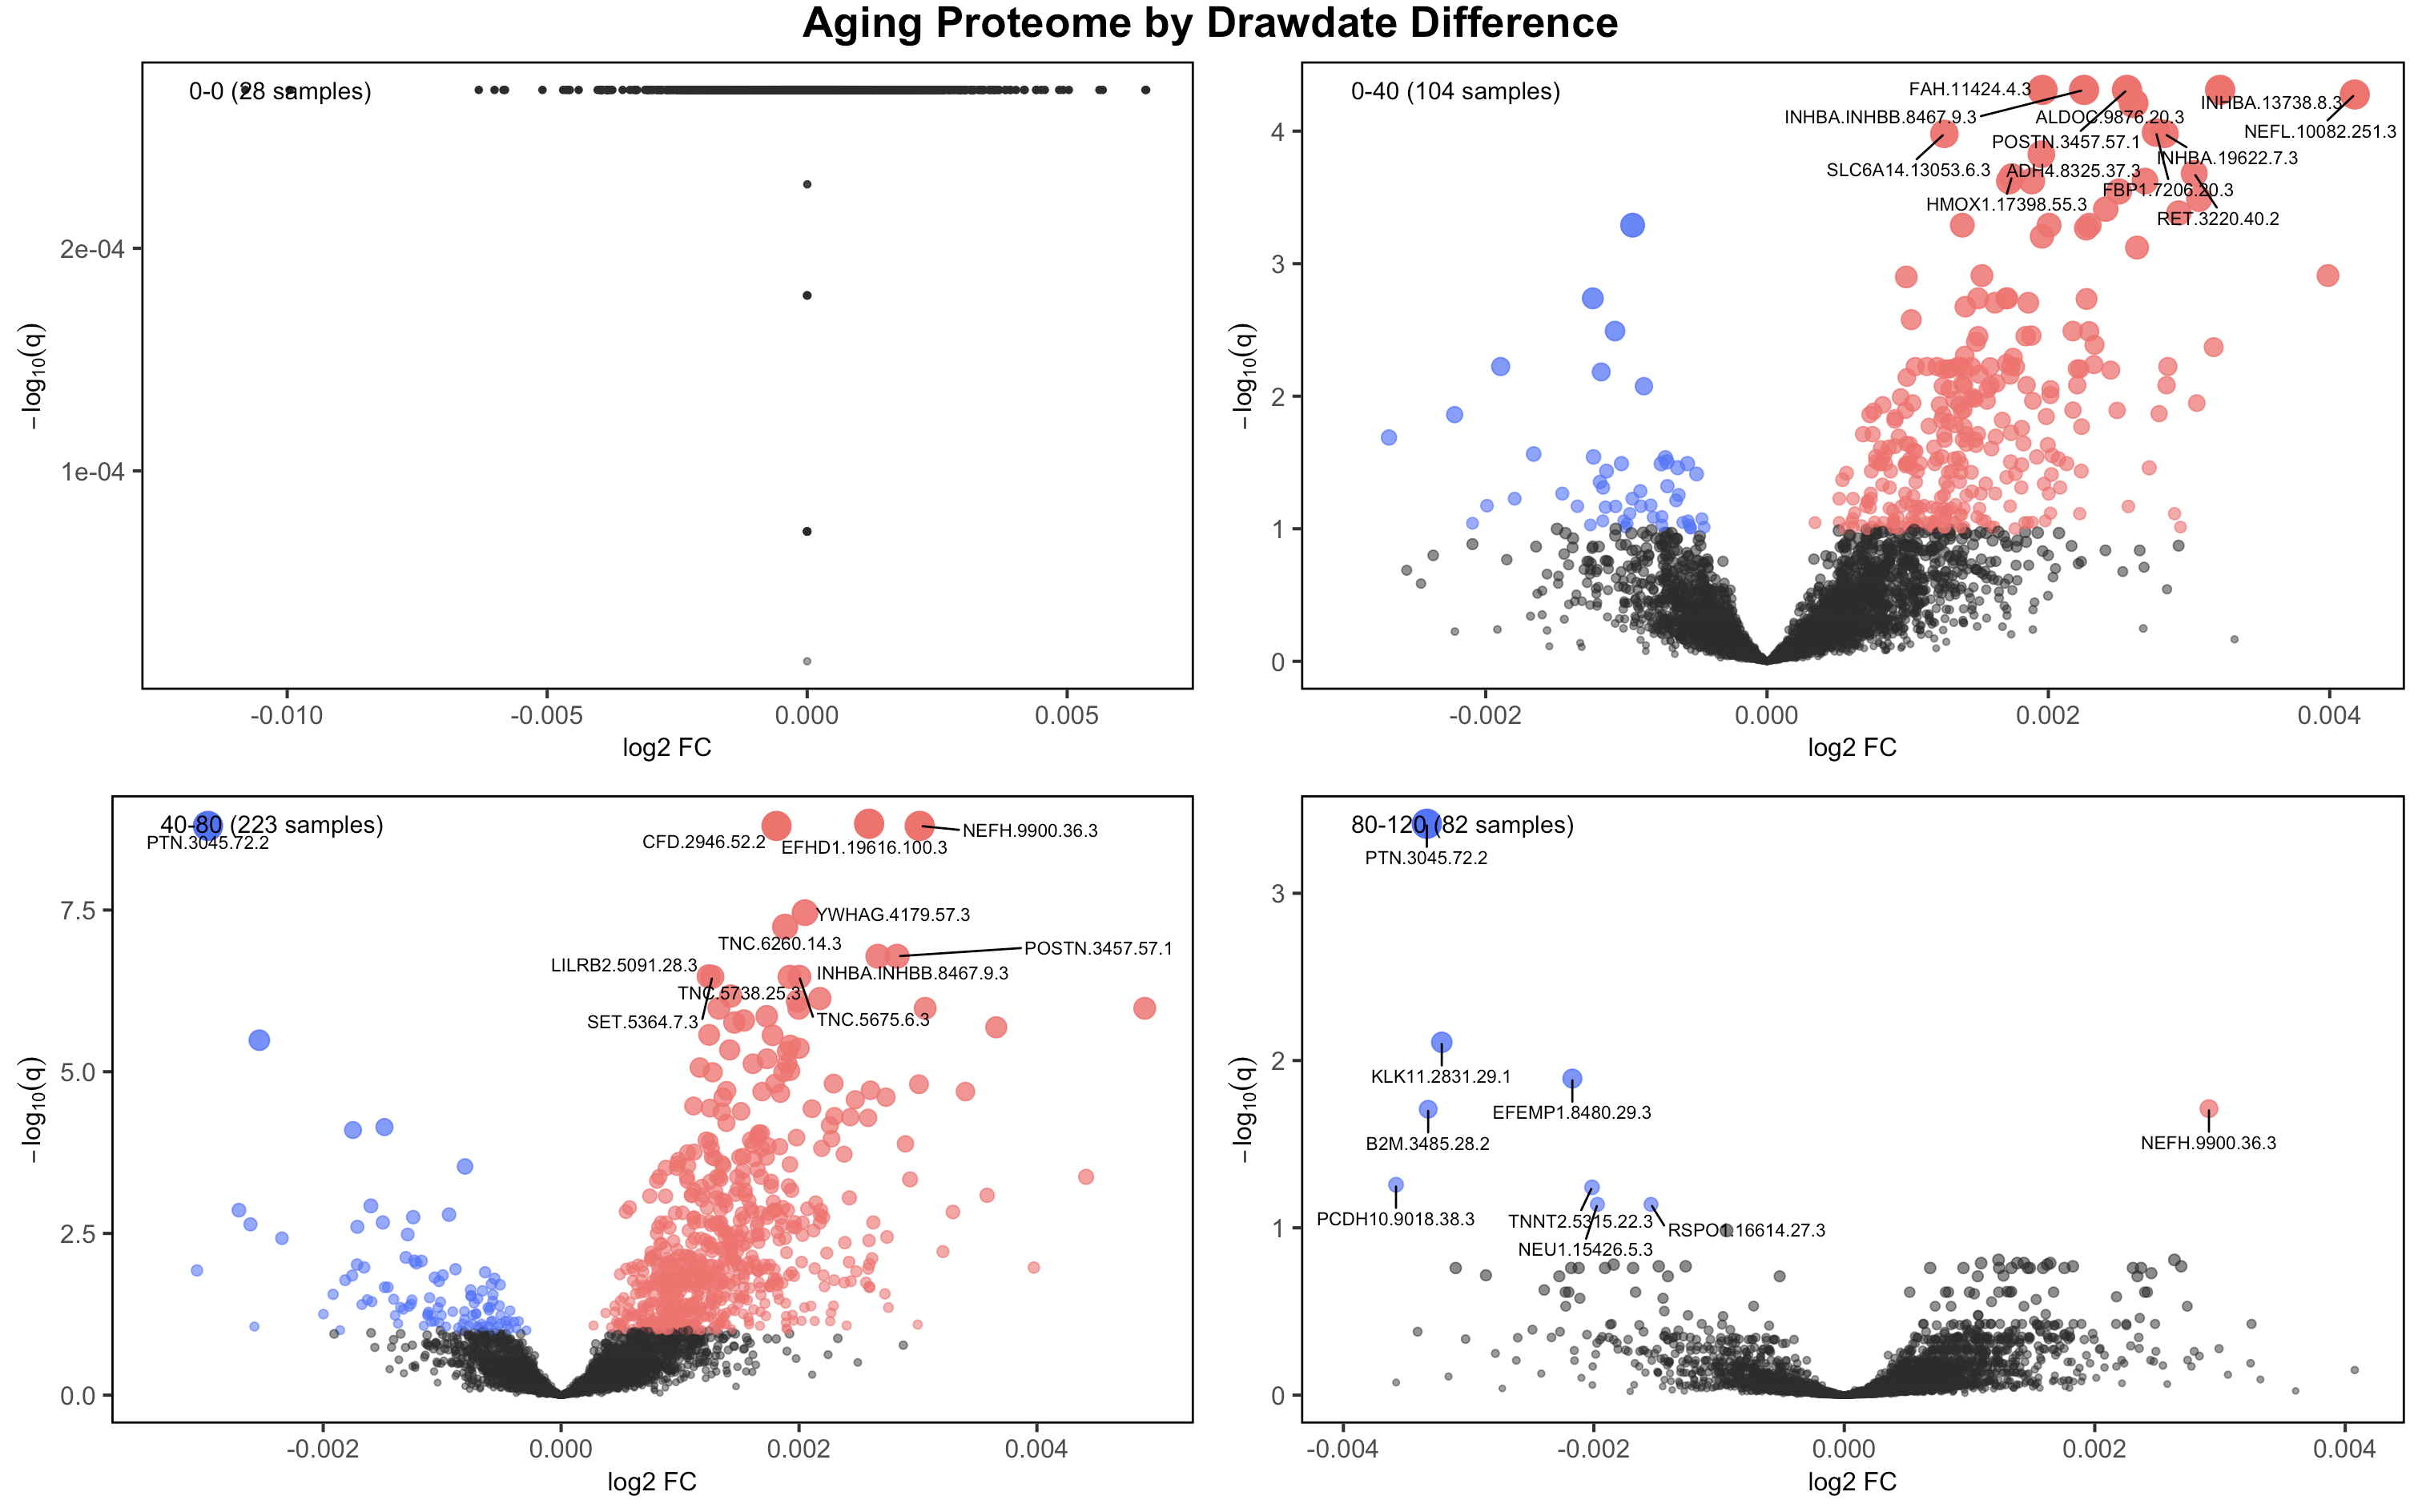 Aging Proteome by Drawdate Difference
0-0 (28 samples)
2e-04
1e-04
−log10(q)
-0.010 -0.005 0.000 0.005
log2 FC
0-40 (104 samples)
FAH.11424.4.3
INHBA.INHBB.8467.9.3
ALDOC.9876.20.3
INHBA.13738.8.3
NEFL.10082.251.3
POSTN.3457.57.1
INHBA.19622.7.3
SLC6A14.13053.6.3
ADH4.8325.37.3
FBP1.7206.20.3
HMOX1.17398.55.3
RET.3220.40.2
4
3
2
1
0
−log10(q)
-0.002 0.000 0.002 0.004
log2 FC
40-80 (223 samples)
PTN.3045.72.2
CFD.2946.52.2
EFHD1.19616.100.3
NEFH.9900.36.3
YWHAG.4179.57.3
TNC.6260.14.3
POSTN.3457.57.1
LILRB2.5091.28.3
INHBA.INHBB.8467.9.3
TNC.5738.25.3
SET.5364.7.3
TNC.5675.6.3
7.5
5.0
2.5
0.0
−log10(q)
-0.002 0.000 0.002 0.004
log2 FC
80-120 (82 samples)
PTN.3045.72.2
KLK11.2831.29.1
EFEMP1.8480.29.3
B2M.3485.28.2
NEFH.9900.36.3
PCDH10.9018.38.3
TNNT2.5315.22.3
RSPO1.16614.27.3
NEU1.15426.5.3
3
2
1
0
−log10(q)
-0.004 -0.002 0.000 0.002 0.004
log2 FC